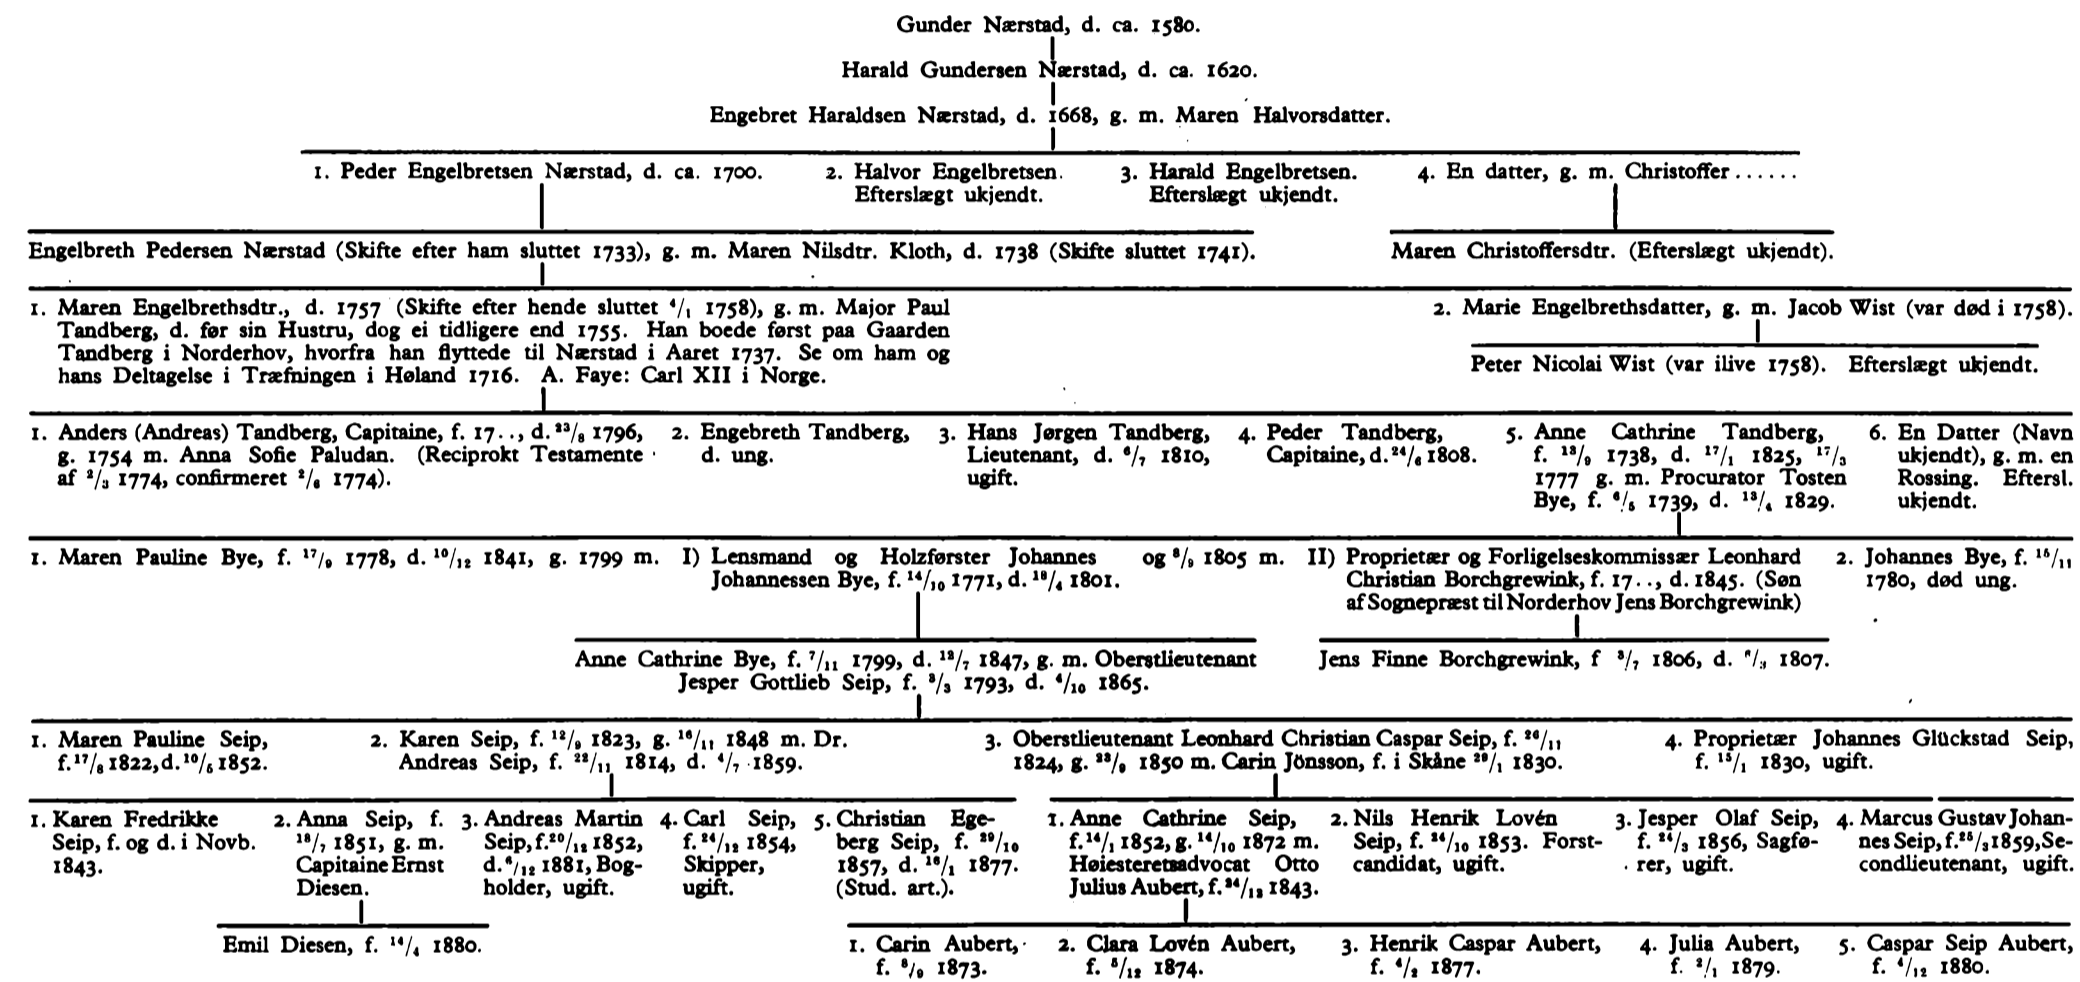 Gunder Nærstad, d. ca. 1580.
Harald Gundersen Nærstad, d. ca. 1620.
Engebret Haraldsen Nærstad, d. 1668, g. m. Maren Halvorsdatter.
1. Peder Engelbretsen Nærstad, d. ca. 1700.
2. Halvor Engelbretsen.
Efterslægt ukjendt.
3. Harald Engelbretsen.
Efterslægt ukjendt.
4. En datter, g. m. Christoffer ......
Engelbreth Pedersen Nærstad (Skifte efter ham sluttet 1733), g. m. Maren Nilsdtr. Kloth, d. 1738 (Skifte sluttet 1741).
Maren Christoffersdtr. (Efterslægt ukjendt).
1. Maren Engelbrethsdtr., d. 1757 (Skifte efter hende sluttet 4/1 1758), g. m. Major Paul
Tandberg, d. før sin Hustru, dog ei tidligere end 1755. Han boede først paa Gaarden
Tandberg i Norderhov, hvorfra han flyttede til Nærstad i Aaret 1737. Se om ham og
hans Deltagelse i Træfningen i Høland 1716. A. Faye: Carl XII i Norge.
2. Marie Engelbrethsdatter, g. m. Jacob Wist (var død i 1758).
Peter Nicolai Wist (var ilive 1758). Efterslægt ukjendt.
1. Anders (Andreas) Tandberg, Capitaine, f. 17.., d. 23/8 1796,
g. 1754 m. Anna Sofie Paludan. (Reciprokt Testamente
af 2/3 1774, confirmeret 2/6 1774).
2. Engebreth Tandberg,
d. ung.
3. Hans Jørgen Tandberg,
Lieutenant, d. 6/7 1810,
ugift.
4. Peder Tandberg,
Capitaine, d. 24/6 1808.
5. Anne Cathrine Tandberg,
f. 13/9 1738, d. 17/1 1825, 17/3
1777 g. m. Procurator Tosten
Bye, f. 6/5 1739, d. 13/4 1829.
6. En Datter (Navn
ukjendt), g. m. en
Rossing. Eftersl.
ukjendt.
1. Maren Pauline Bye, f. 17/9 1778, d. 10/12 1841, g. 1799 m. I) Lensmand og Holzførster Johannes
Johannessen Bye, f. 14/10 1771, d. 18/4 1801.
og 8/9 1805 m. II) Proprietær og Forligelseskommissær Leonhard
Christian Borchgrewink, f. 17.., d. 1845. (Søn
af Sognepræst til Norderhov Jens Borchgrewink)
2. Johannes Bye, f. 15/11
1780, død ung.
Anne Cathrine Bye, f. 7/11 1799, d. 12/7 1847, g. m. Oberstlieutenant
Jesper Gottlieb Seip, f. 3/3 1793, d. 4/10 1865.
Jens Finne Borchgrewink, f 3/7 1806, d. 1807.
1. Maren Pauline Seip,
f. 17/8 1822, d. 10/5 1852.
2. Karen Seip, f. 12/9 1823, g. 16/11 1848 m. Dr.
Andreas Seip, f. 22/11 1814, d. 4/7 1859.
3. Oberstlieutenant Leonhard Christian Caspar Seip, f. 26/11
1824, g. 23/9 1850 m. Carin Jönsson, f. i Skåne 29/1 1830.
4. Proprietær Johannes Glückstad Seip,
f. 15/1 1830, ugift.
1. Karen Fredrikke
Seip, f. og d. i Novb.
1843.
2. Anna Seip, f.
18/7 1851, g. m.
Capitaine Ernst
Diesen.
3. Andreas Martin
Seip, f. 20/12 1852,
d. 6/12 1881, Bog-
holder, ugift.
4. Carl Seip,
f. 24/12 1854,
Skipper,
ugift.
5. Christian Ege-
berg Seip, f. 29/10
1857, d. 16/1 1877.
(Stud. art.).
1. Anne Cathrine Seip,
f. 14/1 1852, g. 14/10 1872 m.
Høiesteretsadvocat Otto
Julius Aubert, f. 24/12 1843.
2. Nils Henrik Lovén
Seip, f. 24/10 1853. Forst-
candidat, ugift.
3. Jesper Olaf Seip,
f. 24/3 1856, Sagfø-
rer, ugift.
4. Marcus Gustav Johan-
nes Seip, f. 25/3 1859, Se-
condlieutenant, ugift.
Emil Diesen, f. 14/4 1880.
1. Carin Aubert,
f. 8/9 1873.
2. Clara Lovén Aubert,
f. 5/12 1874.
3. Henrik Caspar Aubert,
f. 4/2 1877.
4. Julia Aubert,
f. 2/1 1879.
5. Caspar Seip Aubert,
f. 4/12 1880.